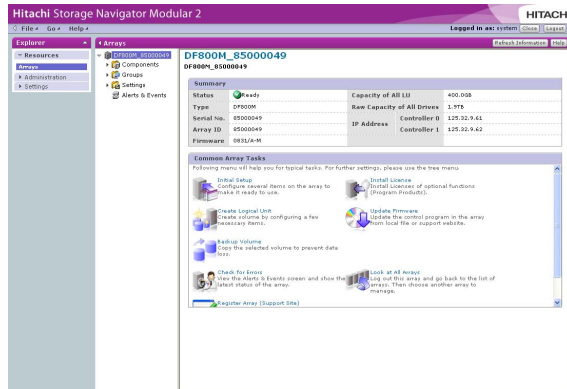 Hitachi Storage Navigator Modular 2
HITACHI
File Go Help
Logged in as: system Close Logout
Explorer
Resources
Arrays
Administration
Settings
Arrays
DF800M_85000049
Components
Groups
Settings
Alerts & Events
Refresh Information Help
DF800M_85000049
DF800M_85000049
Summary
Status Ready Capacity of All LU 400.0GB
Type DF800M Raw Capacity of All Drives 1.9TB
Serial No. 85000049 IP Address Controller 0 125.32.9.61
Array ID 85000049 Controller 1 125.32.9.62
Firmware 0831/A-M
Common Array Tasks
Following menu will help you for typical tasks. For further settings, please use the tree menu.
Initial Setup
Configure several items on the array to
make it ready to use.
Install License
Install Licenses of optional functions
(Program Products).
Create Logical Unit
Create volume by configuring a few
necessary items.
Update Firmware
Update the control program in the array
from local file or support website.
Backup Volume
Copy the selected volume to prevent data
loss.
Check for Errors
View the Alerts & Events screen and show the
latest status of the array.
Look at All Arrays
Log out this array and go back to the list of
arrays. Then choose another array to
manage.
Register Array (Support Site)